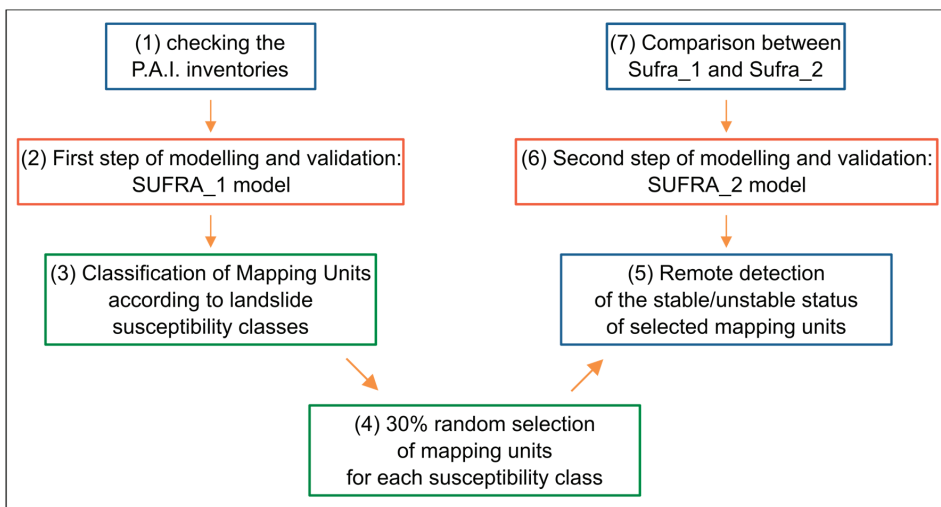 (1) checking the
P.A.I. inventories
(2) First step of modelling and validation:
SUFRA_1 model
(3) Classification of Mapping Units
according to landslide
susceptibility classes
(4) 30% random selection
of mapping units
for each susceptibility class
(5) Remote detection
of the stable/unstable status
of selected mapping units
(6) Second step of modelling and validation:
SUFRA_2 model
(7) Comparison between
Sufra_1 and Sufra_2